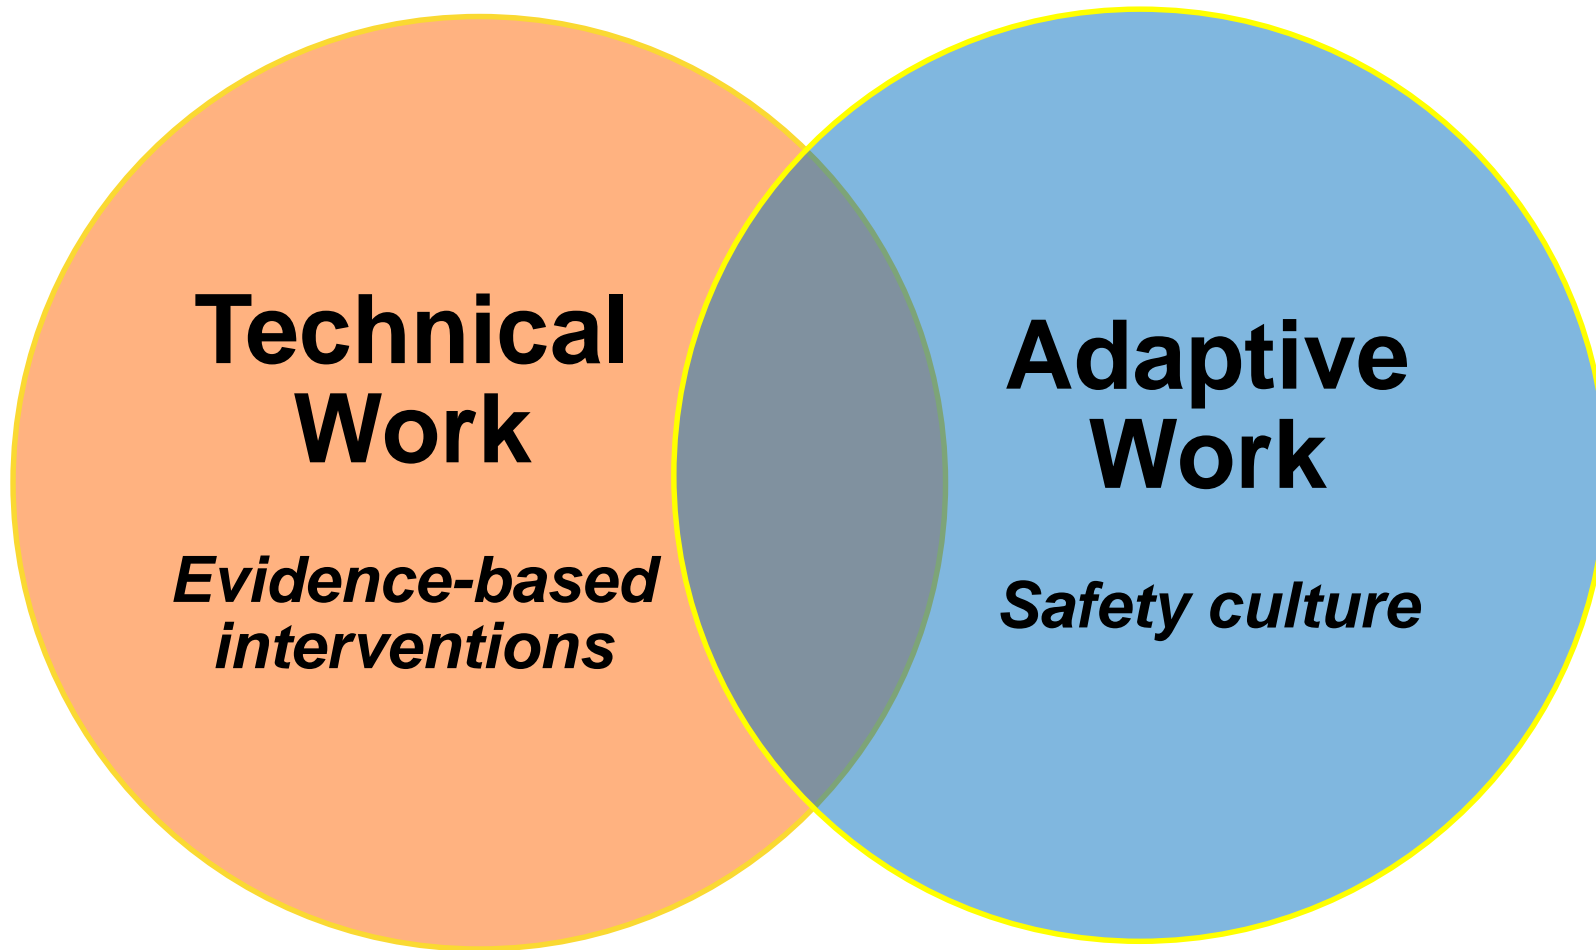 Technical
Work
Evidence-based
interventions
Adaptive
Work
Safety culture